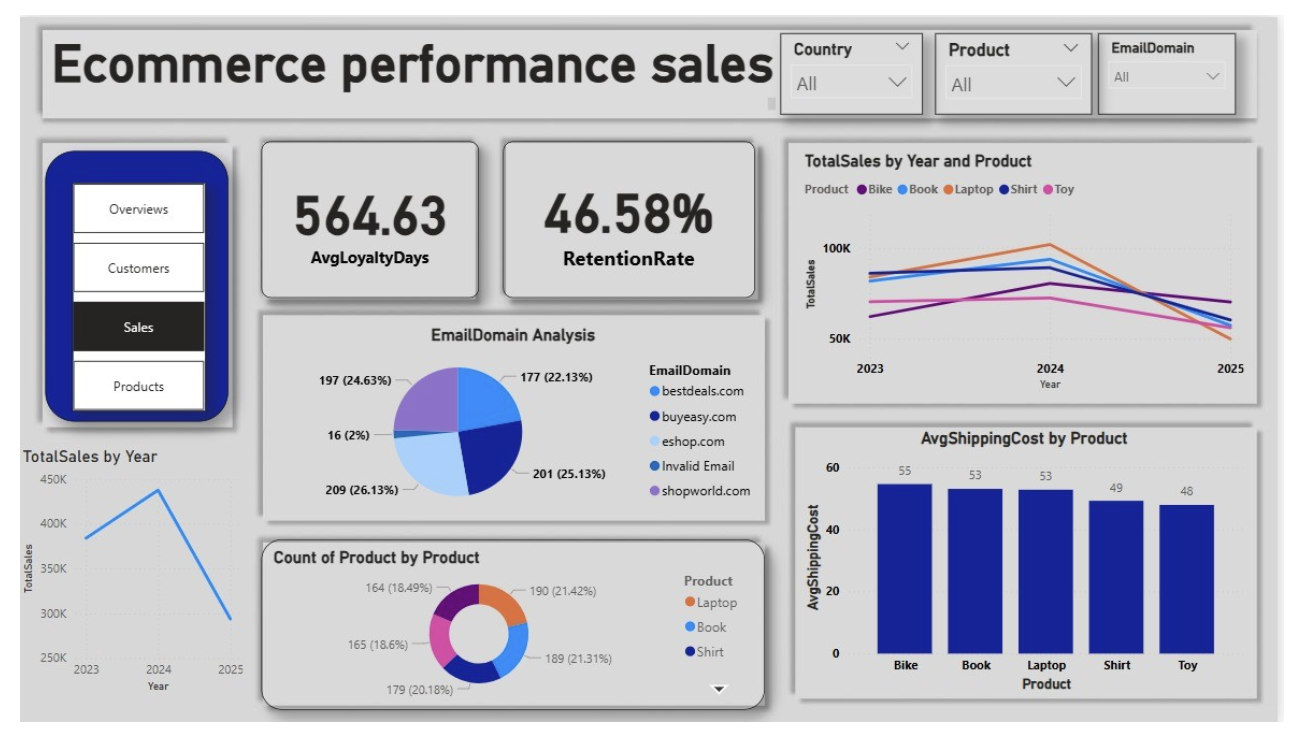 Ecommerce performance sales
Country
All
Product
All
EmailDomain
All
Overviews
Customers
Sales
Products
564.63
AvgLoyaltyDays
46.58%
RetentionRate
TotalSales by Year and Product
Product Bike Book Laptop Shirt Toy
TotalSales
100K
50K
2023 2024 2025
Year
EmailDomain Analysis
197 (24.63%)
177 (22.13%)
16 (2%)
209 (26.13%)
201 (25.13%)
EmailDomain
bestdeals.com
buyeasy.com
eshop.com
Invalid Email
shopworld.com
TotalSales by Year
TotalSales
450K
400K
350K
300K
250K
2023 2024 2025
Year
Count of Product by Product
164 (18.49%)
190 (21.42%)
165 (18.6%)
189 (21.31%)
179 (20.18%)
Product
Laptop
Book
Shirt
AvgShippingCost by Product
AvgShippingCost
60
40
20
0
55 53 53 49 48
Bike Book Laptop Shirt Toy
Product